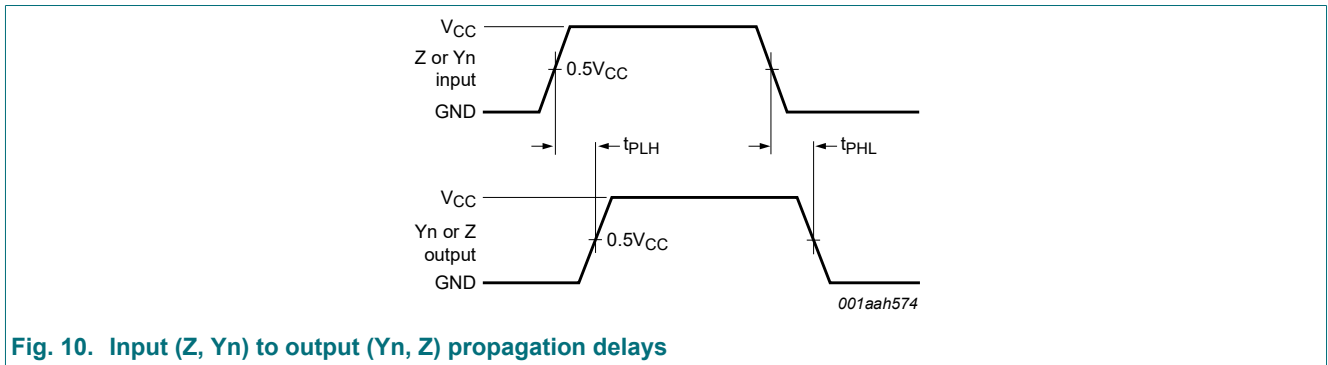 VCC
Z or Yn
input
0.5VCC
GND
tPLH
tPHL
VCC
Yn or Z
output
0.5VCC
GND
001aah574
Fig. 10. Input (Z, Yn) to output (Yn, Z) propagation delays